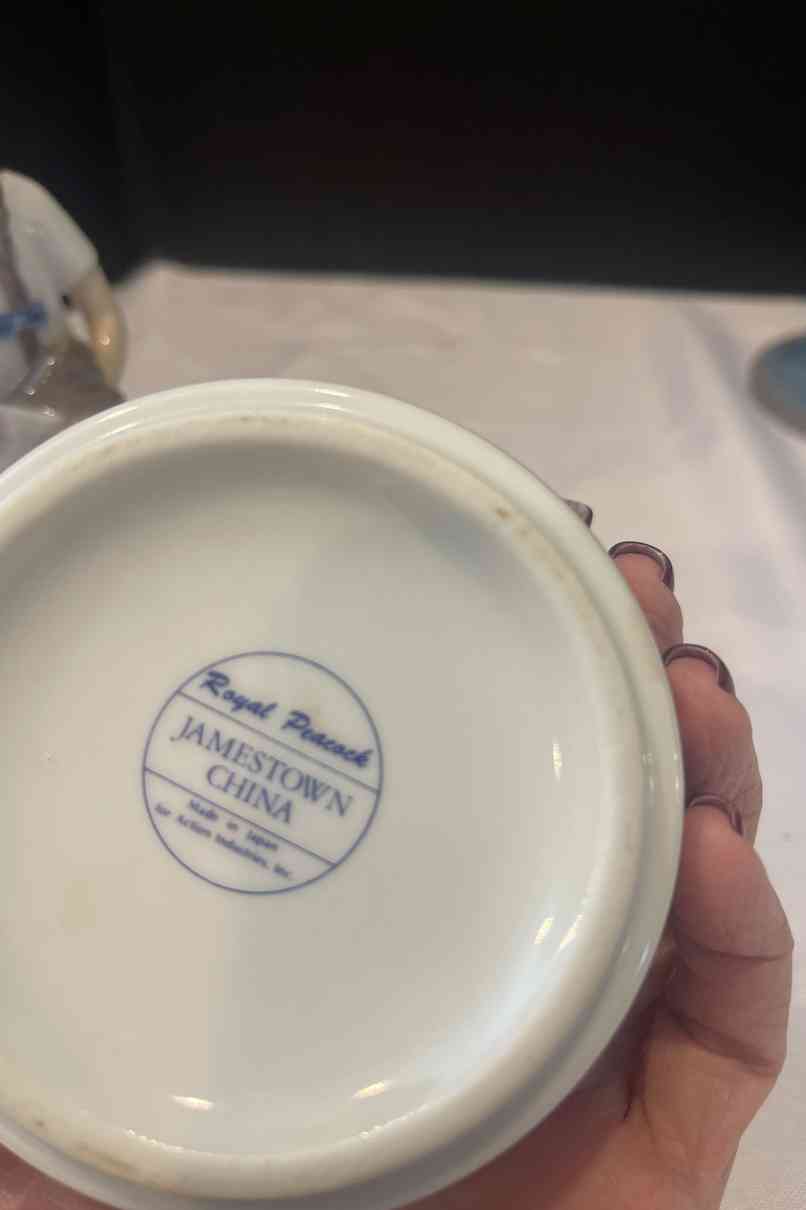 Royal Peacock
JAMESTOWN
CHINA
Made in Japan
for Action Industries, Inc.